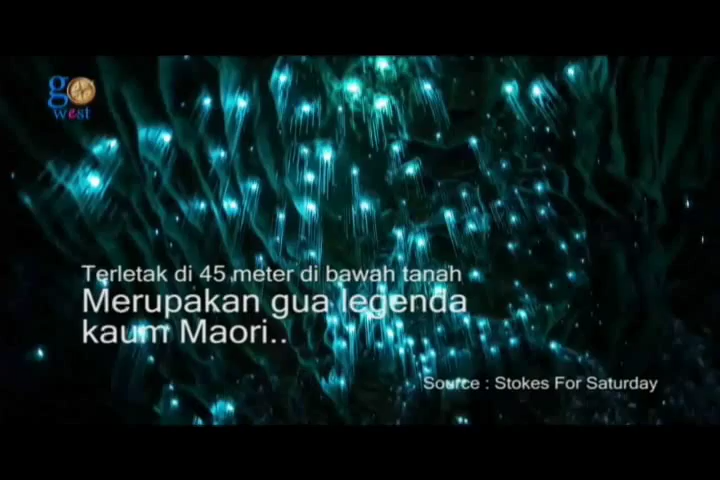 go
west
Terletak di 45 meter di bawah tanah
Merupakan gua legenda
kaum Maori..
Source : Stokes For Saturday